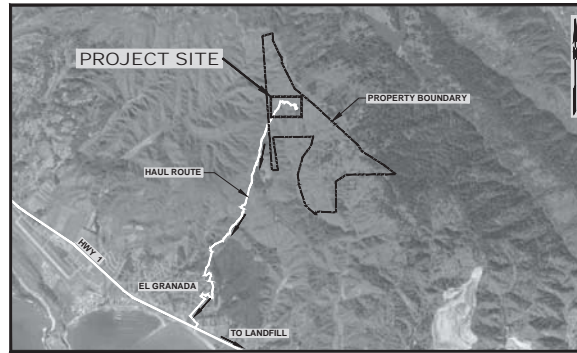 PROJECT SITE
PROPERTY BOUNDARY
HAUL ROUTE
HWY 1
EL GRANADA
TO LANDFILL